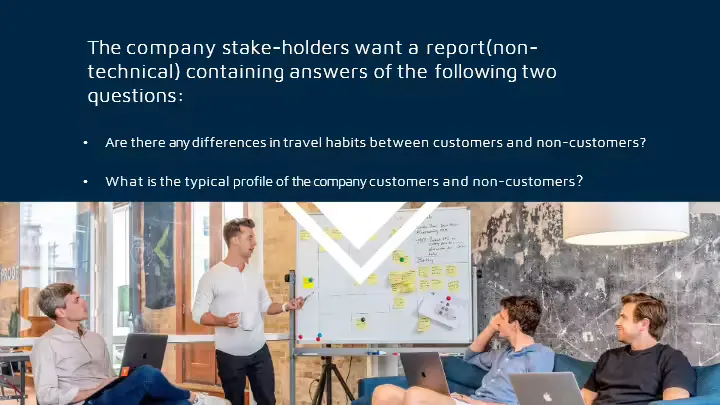 The company stake-holders want a report(non-
technical) containing answers of the following two
questions:
• Are there any differences in travel habits between customers and non-customers?
• What is the typical profile of the company customers and non-customers?